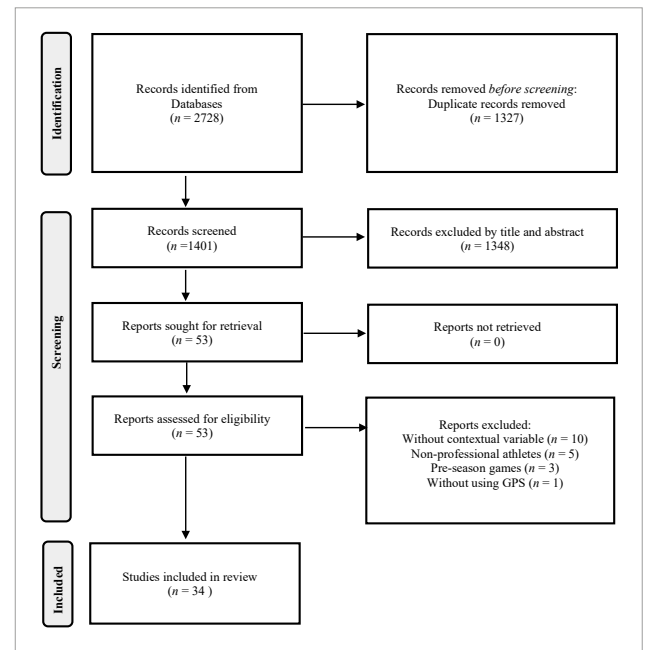 Identification
Records identified from
Databases
(n = 2728)
Records removed before screening:
Duplicate records removed
(n = 1327)
Screening
Records screened
(n =1401)
Records excluded by title and abstract
(n = 1348)
Reports sought for retrieval
(n = 53)
Reports not retrieved
(n = 0)
Reports assessed for eligibility
(n = 53)
Reports excluded:
Without contextual variable (n = 10)
Non-professional athletes (n = 5)
Pre-season games (n = 3)
Without using GPS (n = 1)
Included
Studies included in review
(n = 34 )